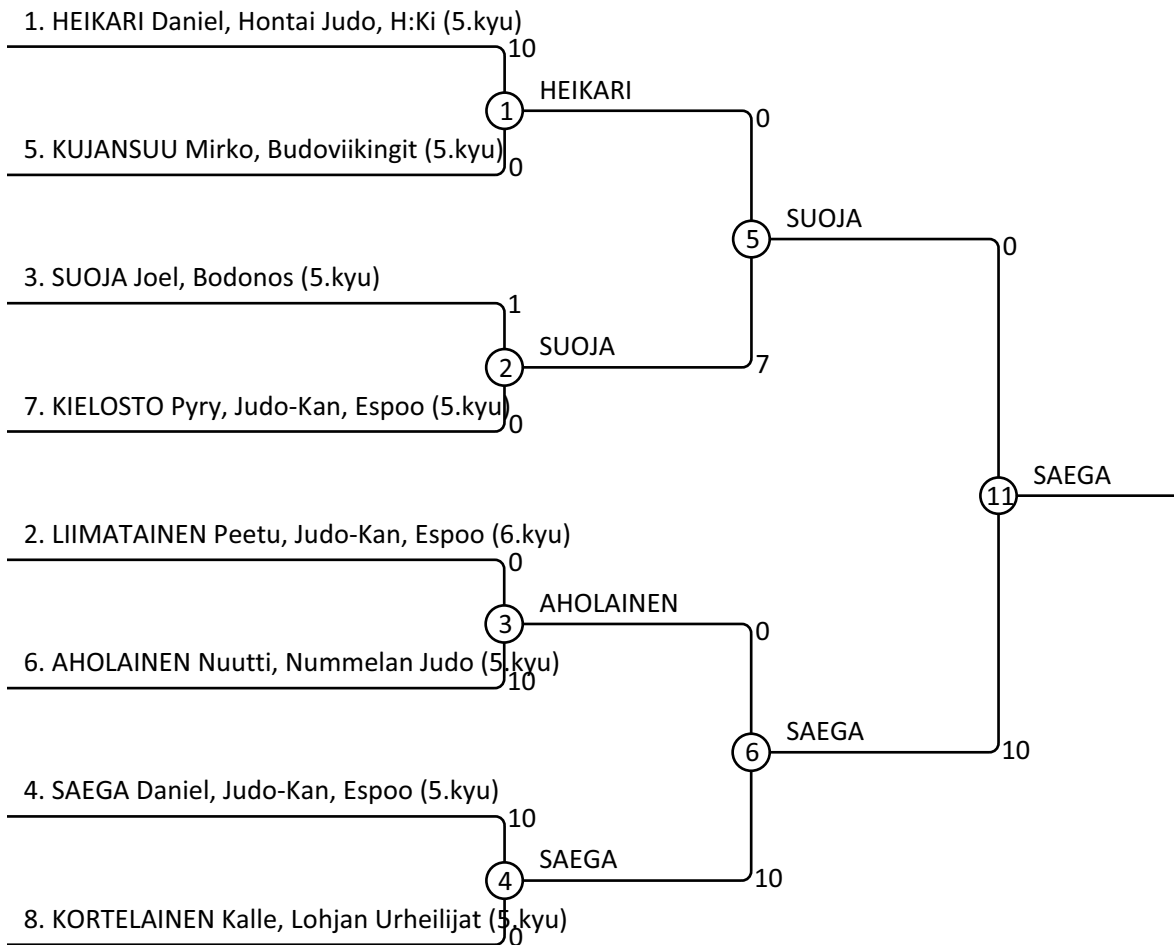 1. HEIKARI Daniel, Hontai Judo, H:Ki (5.kyu)
10
1
HEIKARI
0
5. KUJANSUU Mirko, Budoviikingit (5.kyu)
0
5
SUOJA
0
3. SUOJA Joel, Bodonos (5.kyu)
1
2
SUOJA
7
7. KIELOSTO Pyry, Judo-Kan, Espoo (5.kyu)
0
11
SAEGA
2. LIIMATAINEN Peetu, Judo-Kan, Espoo (6.kyu)
0
3
AHOLAINEN
0
6. AHOLAINEN Nuutti, Nummelan Judo (5.kyu)
10
6
SAEGA
10
4. SAEGA Daniel, Judo-Kan, Espoo (5.kyu)
10
4
SAEGA
10
8. KORTELAINEN Kalle, Lohjan Urheilijat (5.kyu)
0